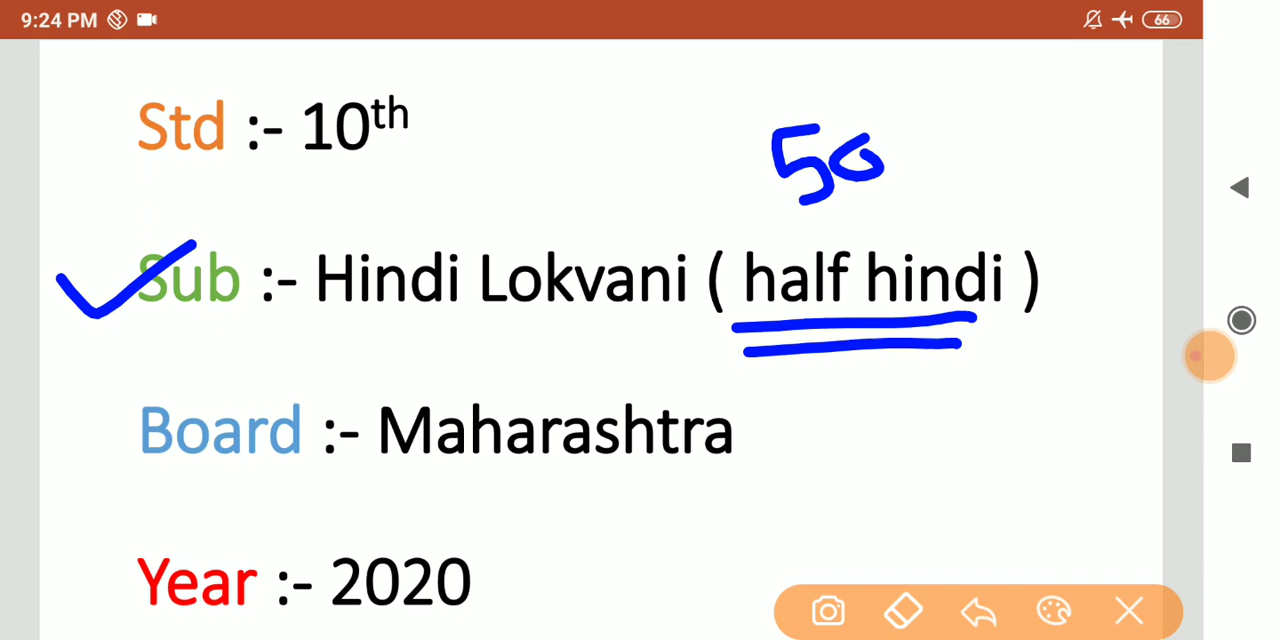 9:24 PM
66
Std :- 10th
50
Sub :- Hindi Lokvani ( half hindi )
Board :- Maharashtra
Year :- 2020